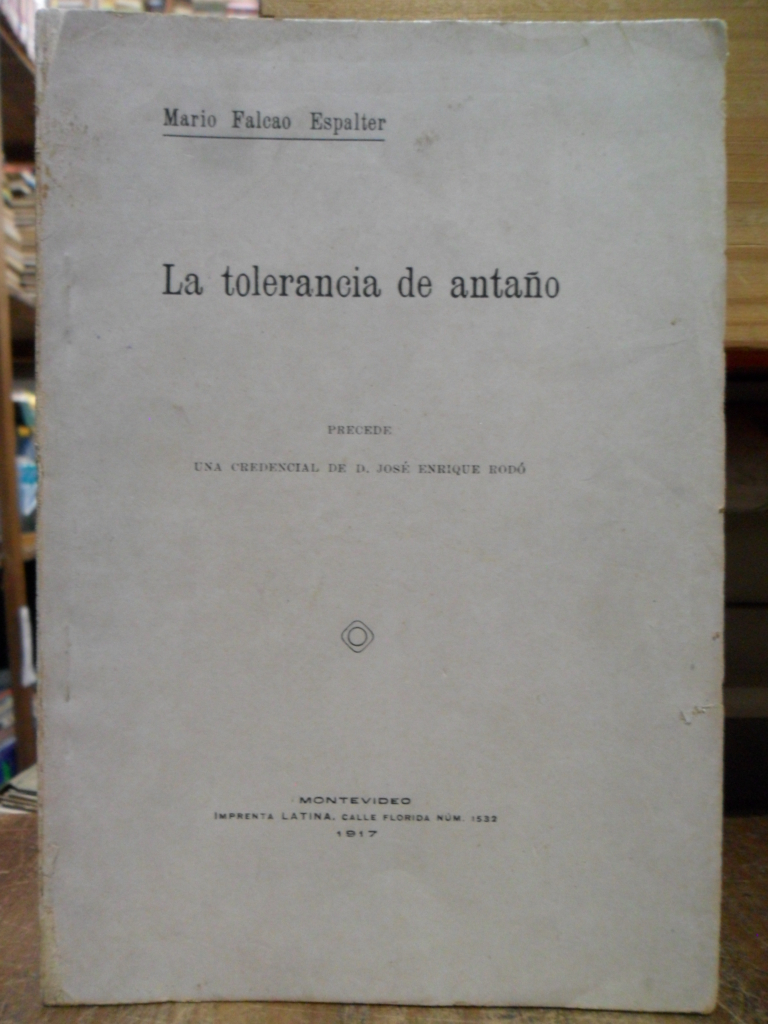 Mario Falcao Espalter
La tolerancia de antaño
PRECEDE
UNA CREDENCIAL DE D. JOSÉ ENRIQUE RODÓ
MONTEVIDEO
IMPRENTA LATINA, CALLE FLORIDA NÚM. 1532
1917